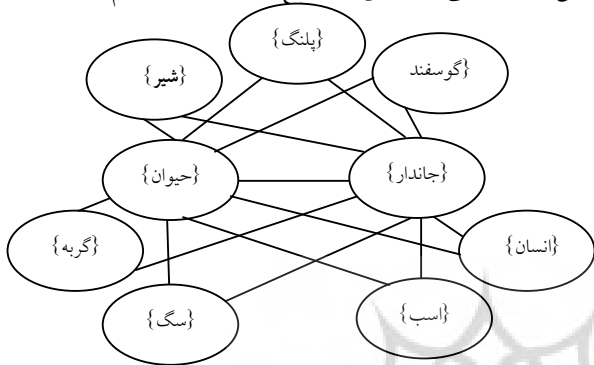 {پلنگ}
{گوسفند
{شیر}
{جاندار}
{حیوان}
{انسان}
{گربه}
{اسب}
{سگ}